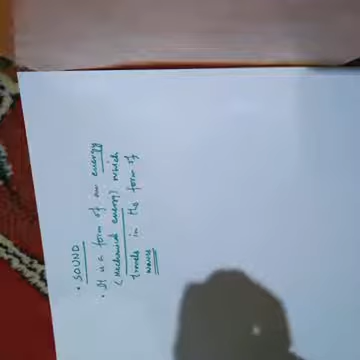 • SOUND
• It is a form of an energy
(Mechanical energy) which
travels in the form of
waves